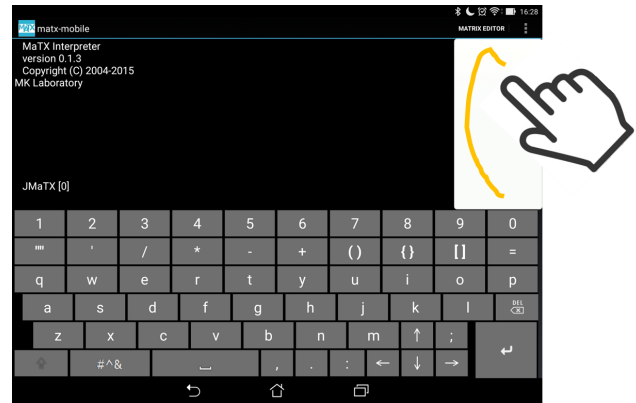 16:28
MaTX matx-mobile MATRIX EDITOR
MaTX Interpreter
version 0.1.3
Copyright (C) 2004-2015
MK Laboratory
JMaTX [0]
1 2 3 4 5 6 7 8 9 0
"" ' / * - + ( ) { } [ ] =
q w e r t y u i o p
a s d f g h j k l DEL
z x c v b n m ↑ ;
#^& , . : ← ↓ →